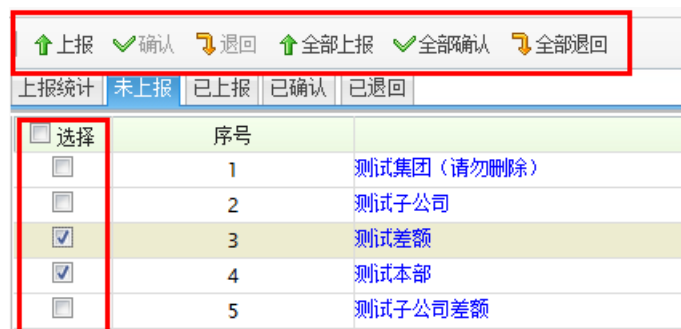 上报 确认 退回 全部上报 全部确认 全部退回
上报统计 未上报 已上报 已确认 已退回
选择 序号
1 测试集团（请勿删除）
2 测试子公司
3 测试差额
4 测试本部
5 测试子公司差额